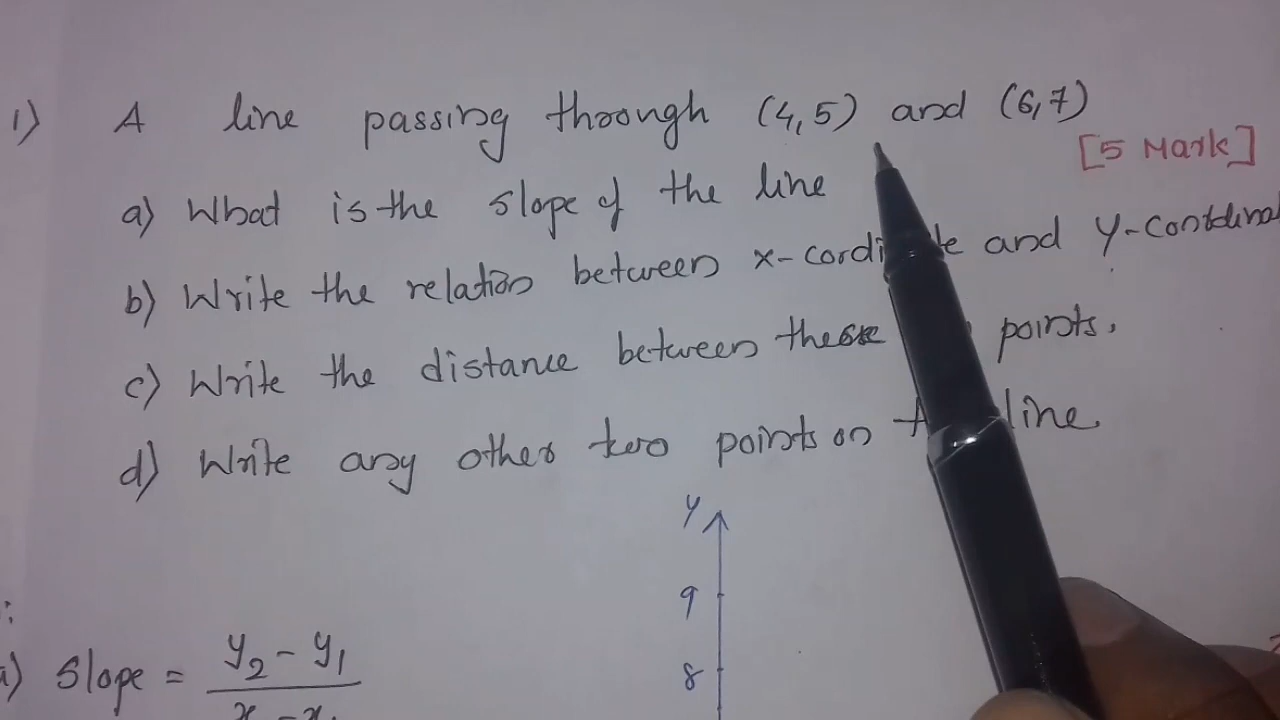 1) A line passing through (4,5) and (6,7)
[5 Mark]
a) What is the slope of the line
b) Write the relation between x- and
c) Write the distance between these points.
d) Write any other two points on line.
y
9
a) Slope = y₂ - y₁
8